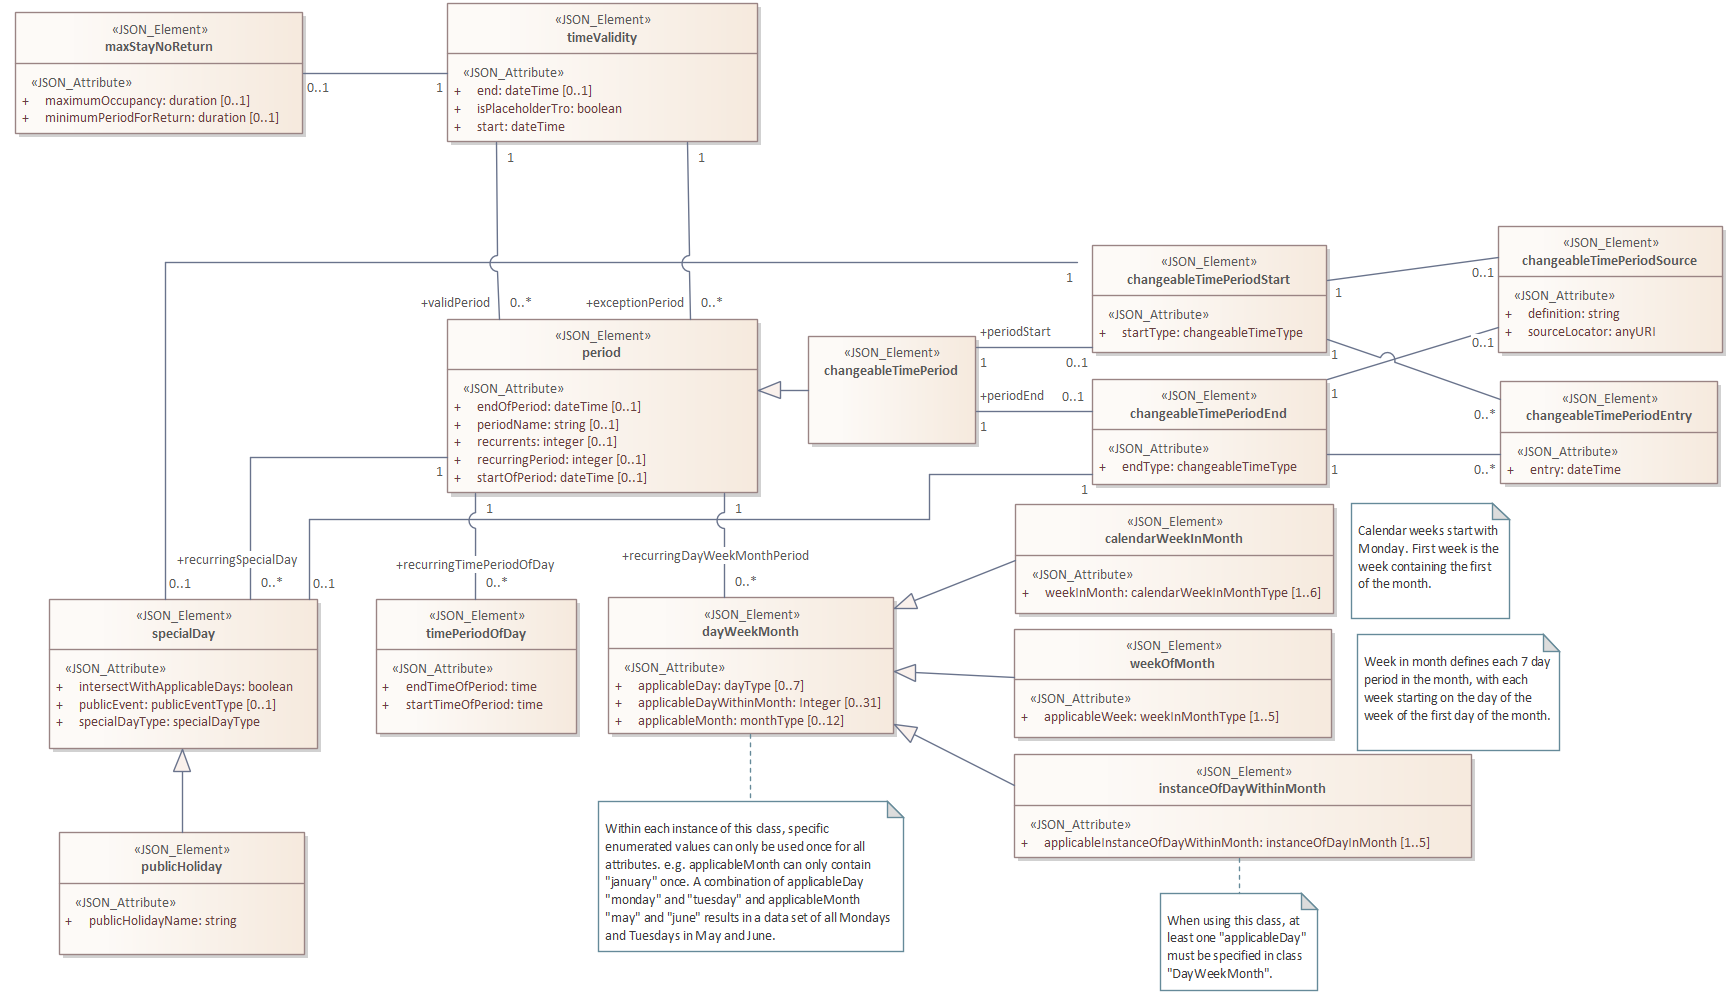 «JSON_Element»
maxStayNoReturn
«JSON_Attribute»
+ maximumOccupancy: duration [0..1]
+ minimumPeriodForReturn: duration [0..1]
0..1
1
«JSON_Element»
timeValidity
«JSON_Attribute»
+ end: dateTime [0..1]
+ isPlaceholderTro: boolean
+ start: dateTime
1
1
+validPeriod
0..*
+exceptionPeriod
0..*
1
«JSON_Element»
period
«JSON_Attribute»
+ endOfPeriod: dateTime [0..1]
+ periodName: string [0..1]
+ recurrents: integer [0..1]
+ recurringPeriod: integer [0..1]
+ startOfPeriod: dateTime [0..1]
«JSON_Element»
changeableTimePeriod
+periodStart
1
0..1
+periodEnd
0..1
1
«JSON_Element»
changeableTimePeriodStart
«JSON_Attribute»
+ startType: changeableTimeType
1
0..1
«JSON_Element»
changeableTimePeriodSource
«JSON_Attribute»
+ definition: string
+ sourceLocator: anyURI
0..1
1
«JSON_Element»
changeableTimePeriodEnd
«JSON_Attribute»
+ endType: changeableTimeType
1
1
0..*
«JSON_Element»
changeableTimePeriodEntry
«JSON_Attribute»
+ entry: dateTime
0..*
1
1
1
+recurringSpecialDay
0..1
0..*
0..1
1
+recurringTimePeriodOfDay
0..*
1
+recurringDayWeekMonthPeriod
0..*
«JSON_Element»
specialDay
«JSON_Attribute»
+ intersectWithApplicableDays: boolean
+ publicEvent: publicEventType [0..1]
+ specialDayType: specialDayType
«JSON_Element»
timePeriodOfDay
«JSON_Attribute»
+ endTimeOfPeriod: time
+ startTimeOfPeriod: time
«JSON_Element»
dayWeekMonth
«JSON_Attribute»
+ applicableDay: dayType [0..7]
+ applicableDayWithinMonth: Integer [0..31]
+ applicableMonth: monthType [0..12]
«JSON_Element»
calendarWeekInMonth
«JSON_Attribute»
+ weekInMonth: calendarWeekInMonthType [1..6]
Calendar weeks start with
Monday. First week is the
week containing the first
of the month.
«JSON_Element»
weekOfMonth
«JSON_Attribute»
+ applicableWeek: weekInMonthType [1..5]
Week in month defines each 7 day
period in the month, with each
week starting on the day of the
week of the first day of the month.
«JSON_Element»
instanceOfDayWithinMonth
«JSON_Attribute»
+ applicableInstanceOfDayWithinMonth: instanceOfDayInMonth [1..5]
«JSON_Element»
publicHoliday
«JSON_Attribute»
+ publicHolidayName: string
Within each instance of this class, specific
enumerated values can only be used once for all
attributes. e.g. applicableMonth can only contain
"january" once. A combination of applicableDay
"monday" and "tuesday" and applicableMonth
"may" and "june" results in a data set of all Mondays
and Tuesdays in May and June.
When using this class, at
least one "applicableDay"
must be specified in class
"DayWeekMonth".